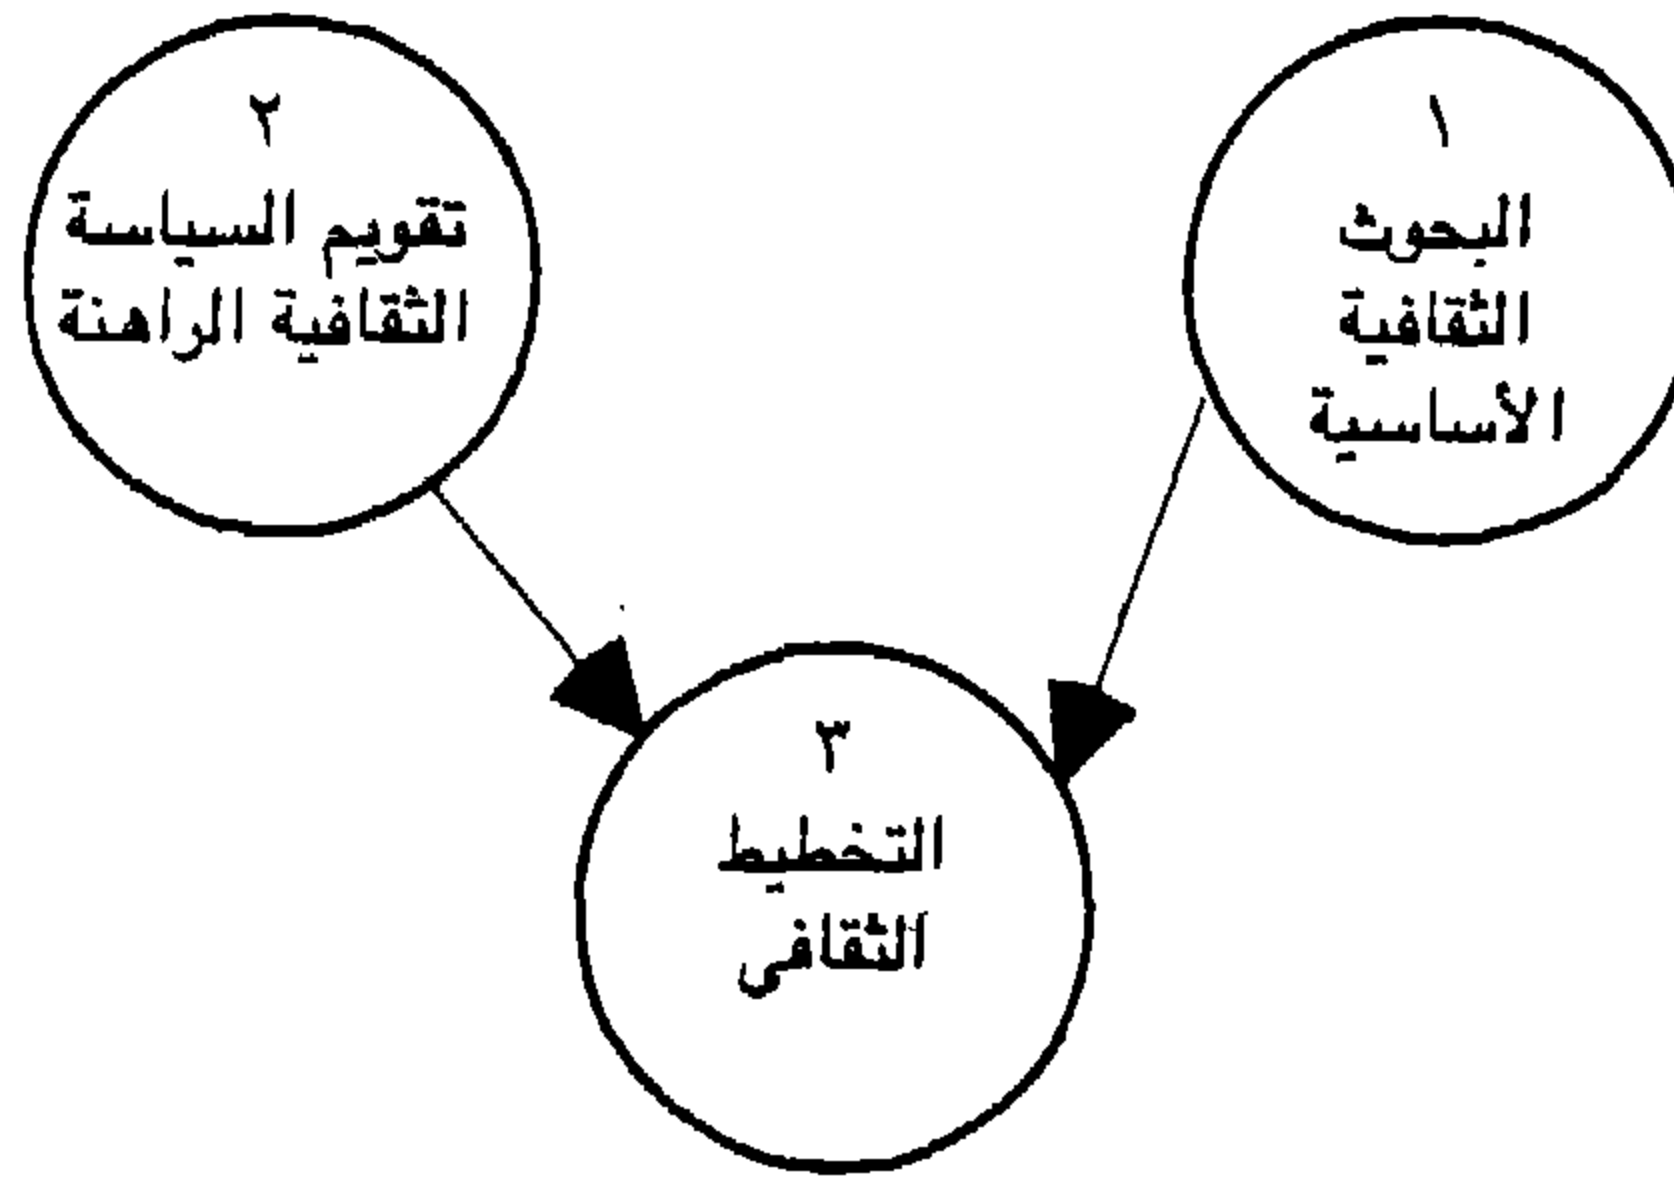 ١
البحوث
الثقافية
الأساسية
٢
تقويم السياسة
الثقافية الراهنة
٣
التخطيط
الثقافى